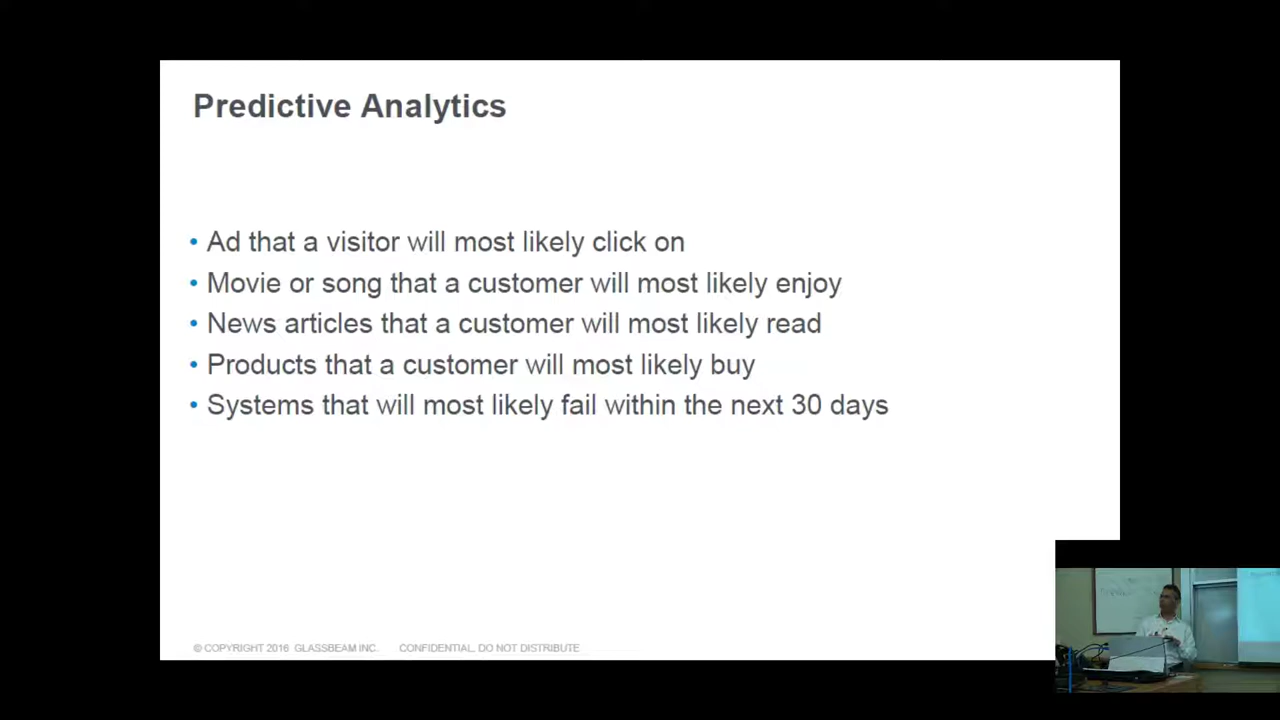 Predictive Analytics
• Ad that a visitor will most likely click on
• Movie or song that a customer will most likely enjoy
• News articles that a customer will most likely read
• Products that a customer will most likely buy
• Systems that will most likely fail within the next 30 days
© COPYRIGHT 2016 GLASSBEAM INC. CONFIDENTIAL, DO NOT DISTRIBUTE